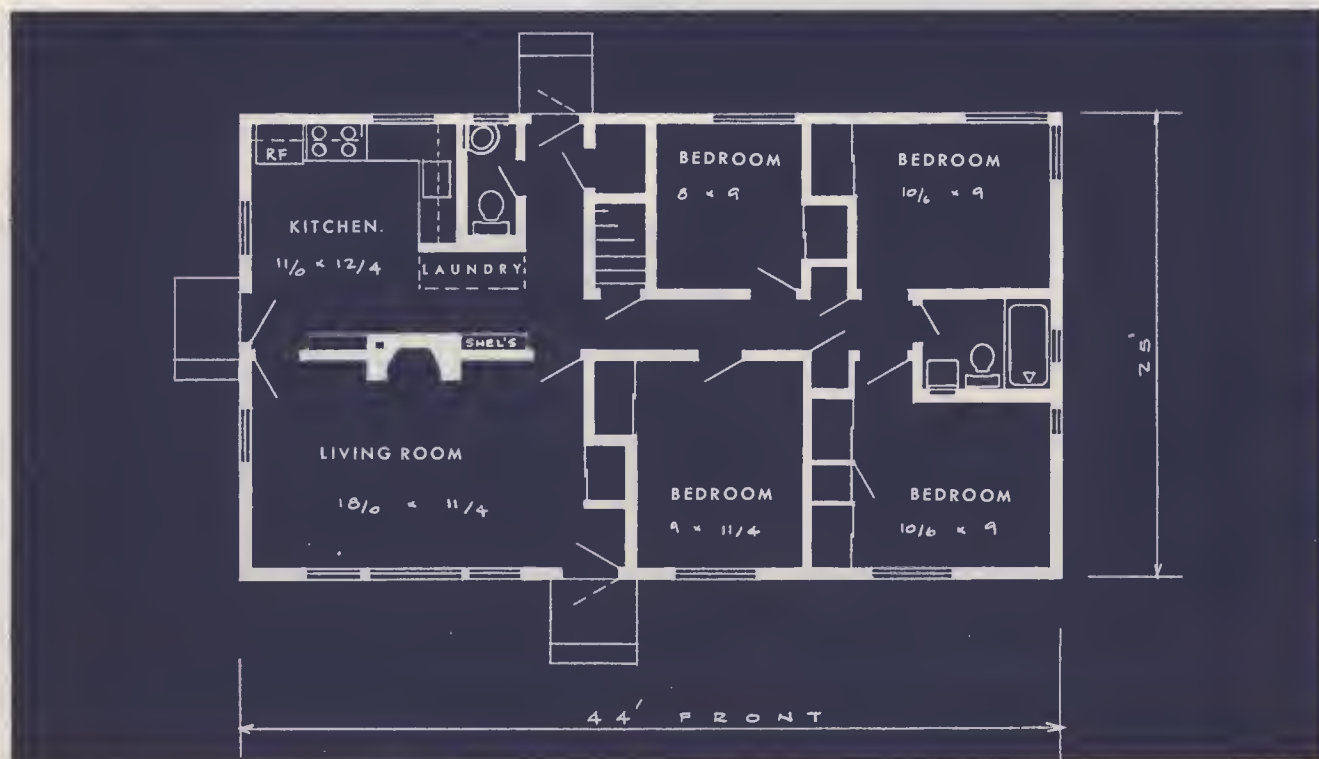 RF
KITCHEN.
11/0 × 12/4
LAUNDRY
BEDROOM
8 × 9
BEDROOM
10/6 × 9
SHEL'S
LIVING ROOM
18/0 × 11/4
BEDROOM
9 × 11/4
BEDROOM
10/6 × 9
25'
44' FRONT